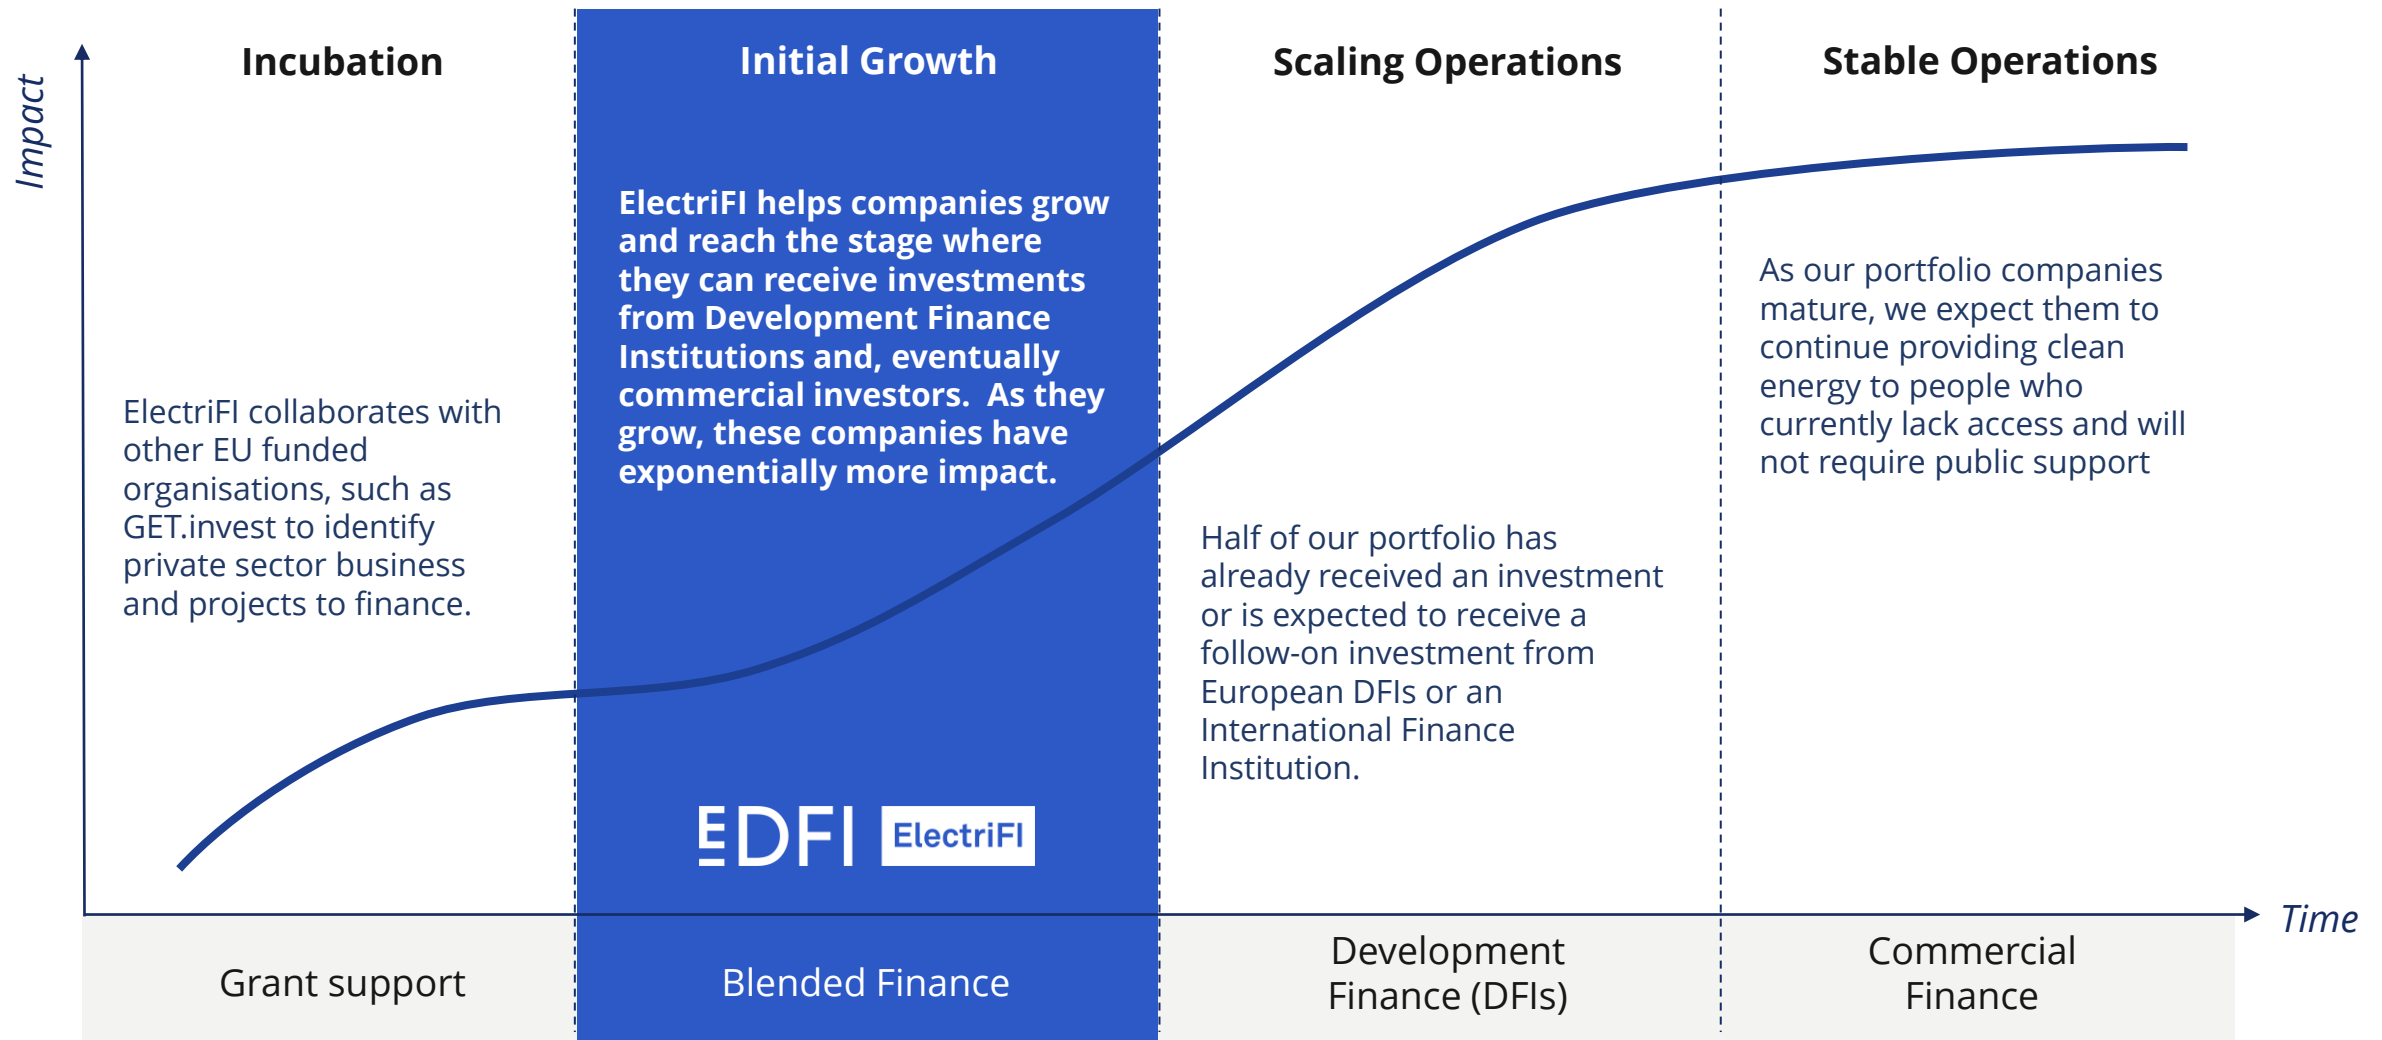 Impact
Incubation
ElectriFI collaborates with
other EU funded
organisations, such as
GET.invest to identify
private sector business
and projects to finance.
Grant support
Initial Growth
ElectriFI helps companies grow
and reach the stage where
they can receive investments
from Development Finance
Institutions and, eventually
commercial investors.  As they
grow, these companies have
exponentially more impact.
EDFI ElectriFI
Blended Finance
Scaling Operations
Half of our portfolio has
already received an investment
or is expected to receive a
follow-on investment from
European DFIs or an
International Finance
Institution.
Development
Finance (DFIs)
Stable Operations
As our portfolio companies
mature, we expect them to
continue providing clean
energy to people who
currently lack access and will
not require public support
Commercial
Finance
Time